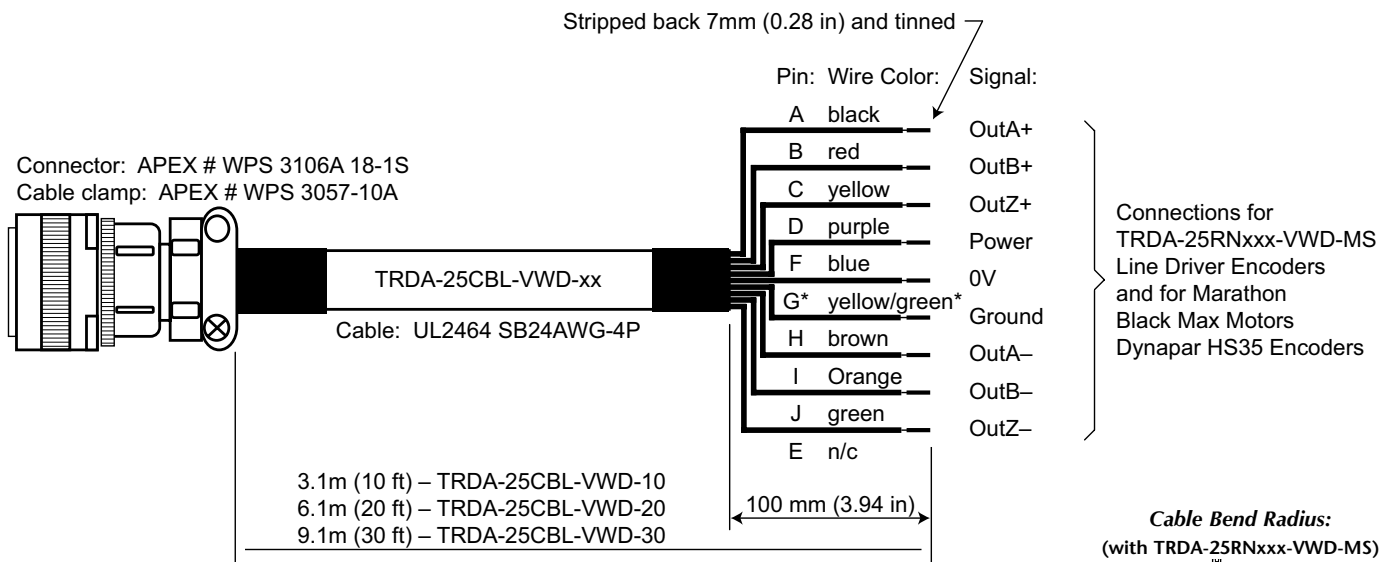 Stripped back 7mm (0.28 in) and tinned
Pin: Wire Color: Signal:
A black OutA+
B red OutB+
C yellow OutZ+
D purple Power
F blue 0V
G* yellow/green* Ground
H brown OutA–
I Orange OutB–
J green OutZ–
E n/c
Connector: APEX # WPS 3106A 18-1S
Cable clamp: APEX # WPS 3057-10A
TRDA-25CBL-VWD-xx
Cable: UL2464 SB24AWG-4P
Connections for
TRDA-25RNxxx-VWD-MS
Line Driver Encoders
and for Marathon
Black Max Motors
Dynapar HS35 Encoders
3.1m (10 ft) – TRDA-25CBL-VWD-10
6.1m (20 ft) – TRDA-25CBL-VWD-20
9.1m (30 ft) – TRDA-25CBL-VWD-30
100 mm (3.94 in)
Cable Bend Radius:
(with TRDA-25RNxxx-VWD-MS)